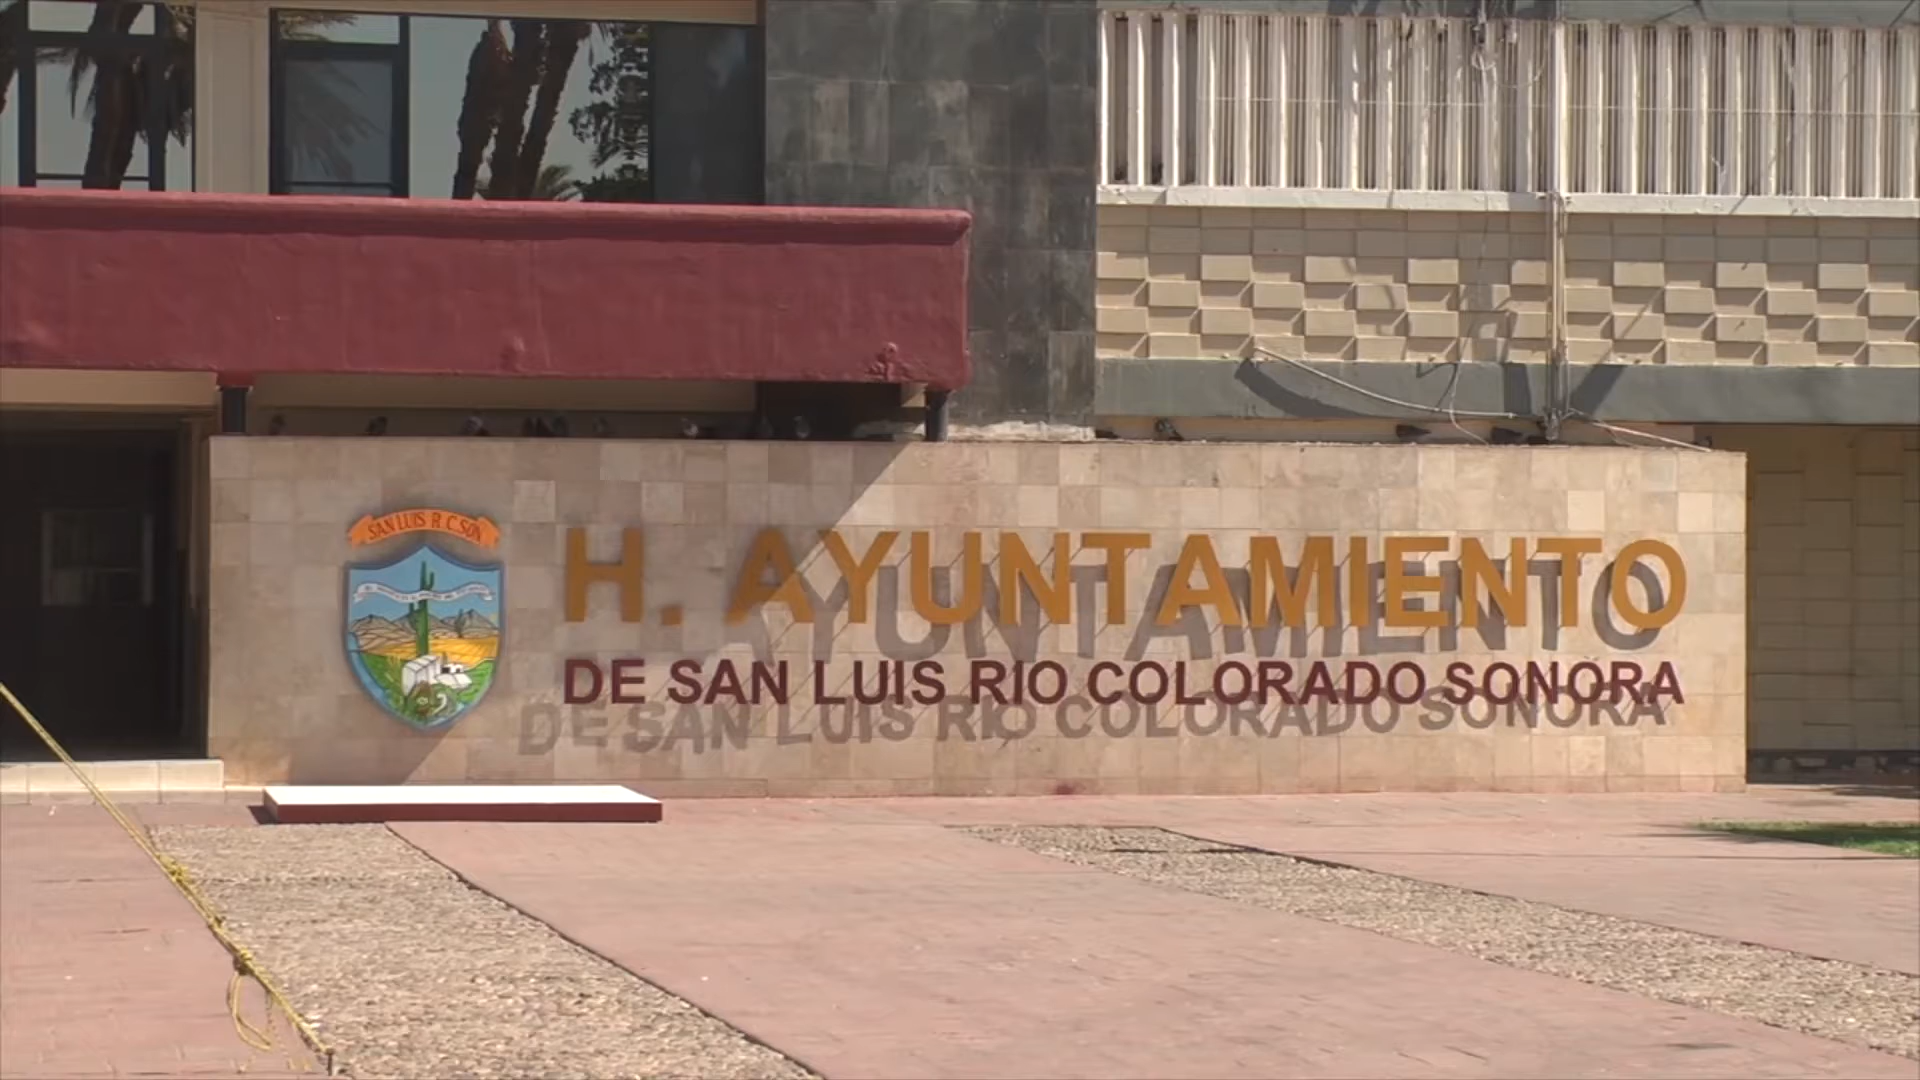 SAN LUIS R.C. SON
H. AYUNTAMIENTO
DE SAN LUIS RIO COLORADO SONORA